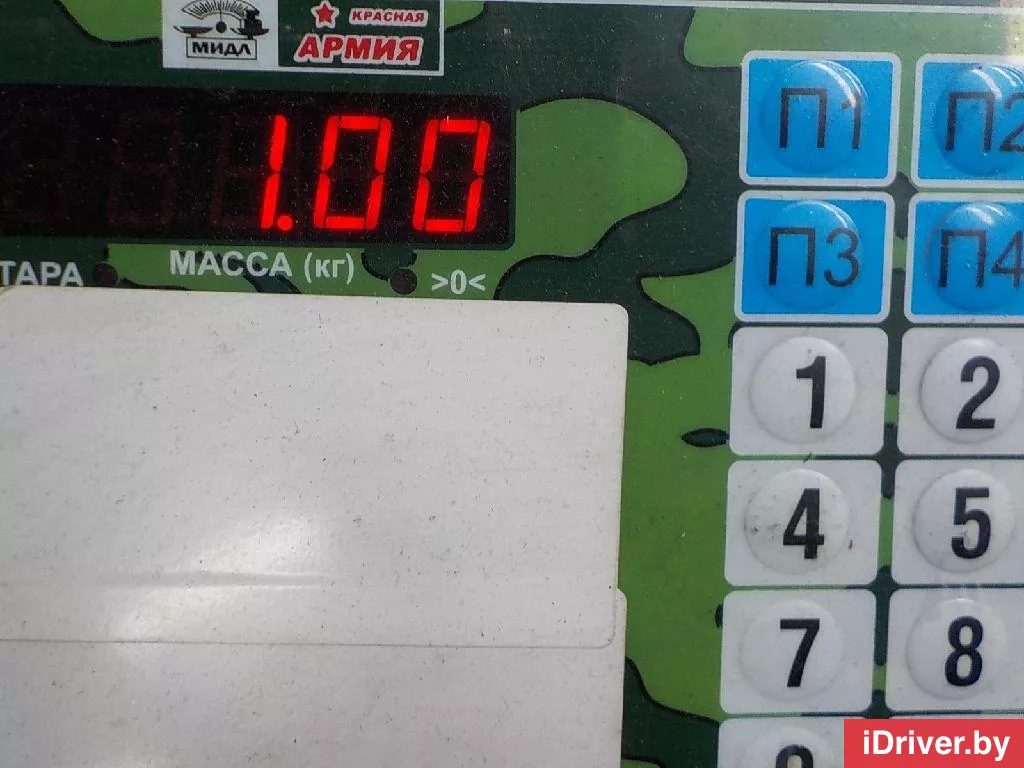 МИДЛ
КРАСНАЯ
АРМИЯ
1.00
ТАРА
МАССА (кг)
>0<
П1
П2
П3
П4
1
2
4
5
7
8
iDriver.by